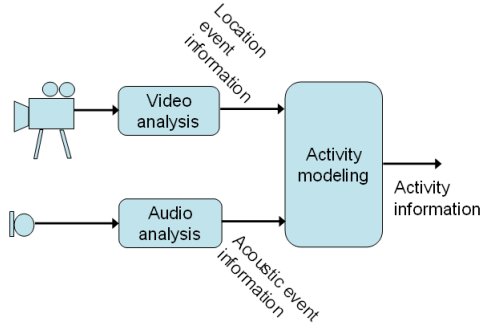 Location
event
information
Video
analysis
Activity
modeling
Activity
information
Audio
analysis
Acoustic event
information